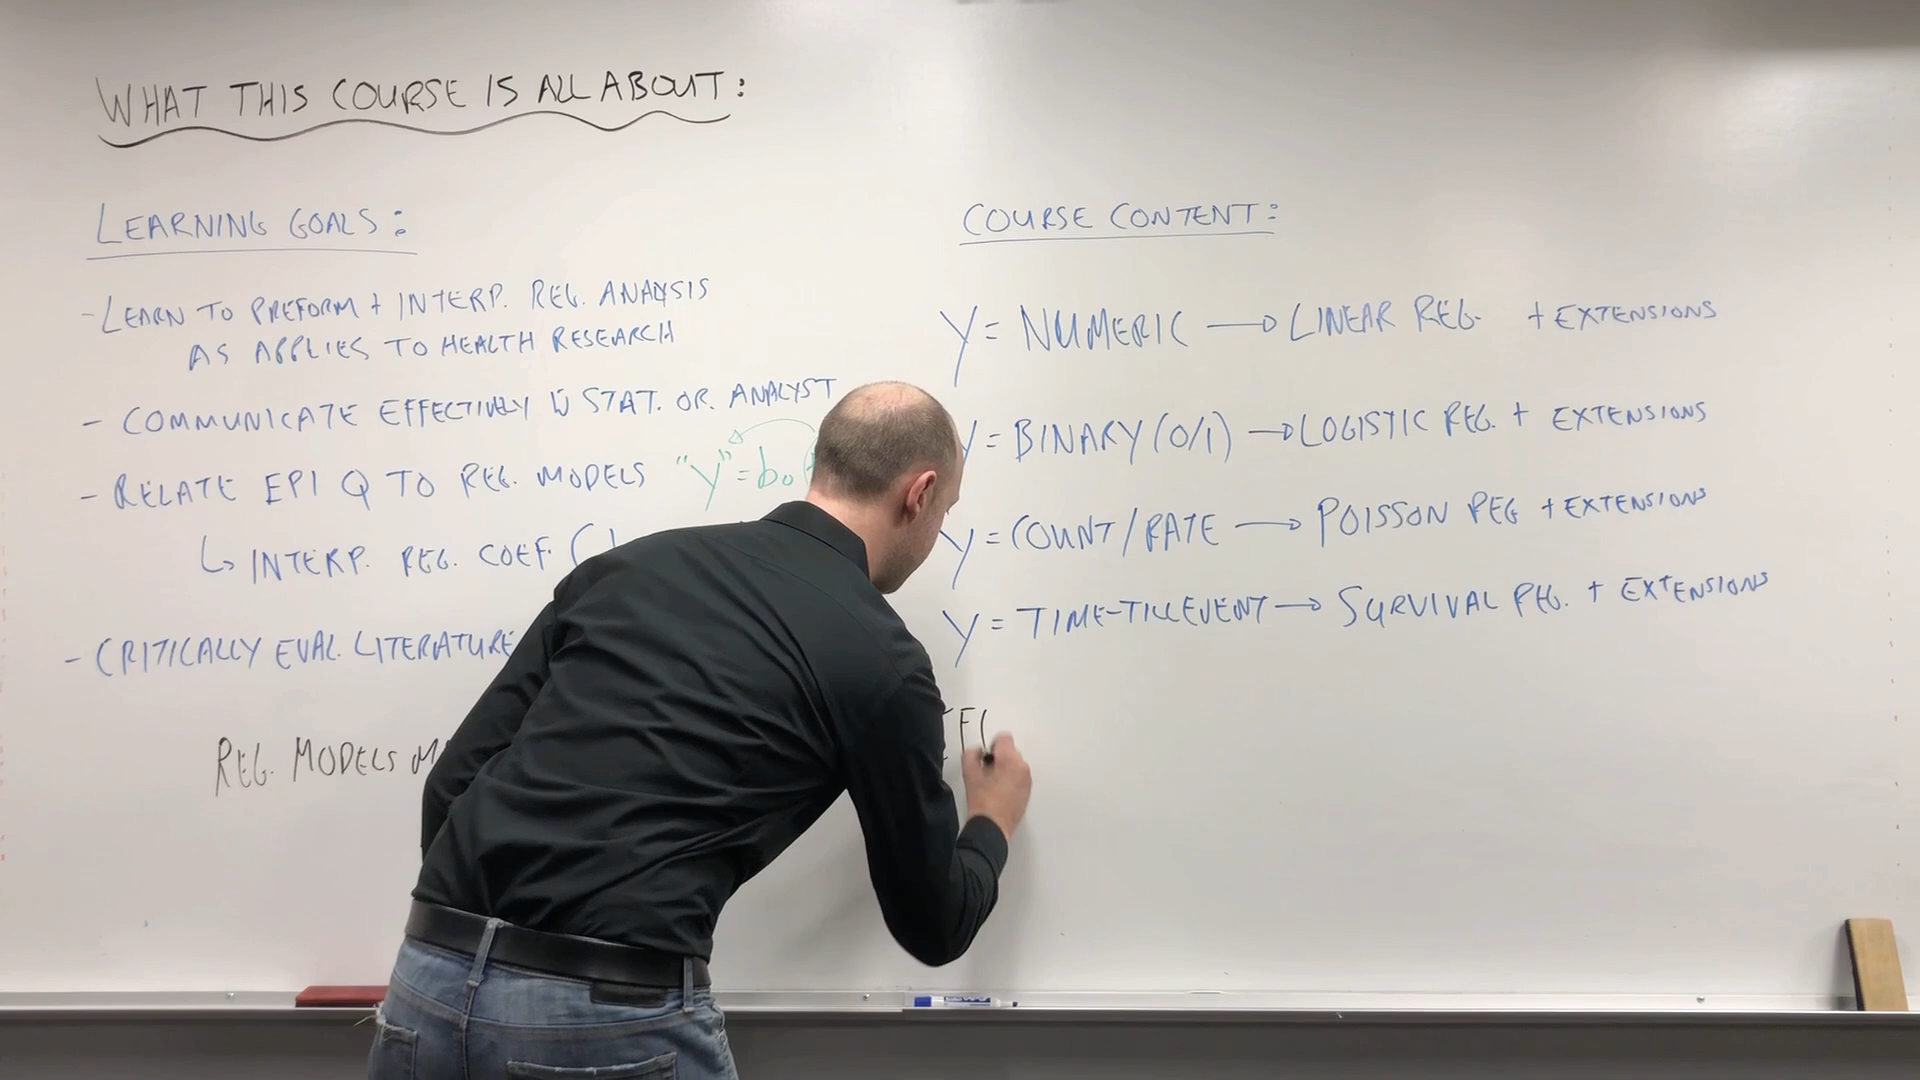 WHAT THIS COURSE IS ALL ABOUT:
LEARNING GOALS:
- LEARN TO PREFORM + INTERP. REG. ANALYSIS
AS APPLIES TO HEALTH RESEARCH
- COMMUNICATE EFFECTIVELY W STAT. OR. ANALYST
- RELATE EPI Q TO REG. MODELS "Y" = b₀
↳ INTERP. REG. COEF. (
- CRITICALLY EVAL. LITERATURE
REG. MODELS
COURSE CONTENT:
Y = NUMERIC → LINEAR REG. + EXTENSIONS
Y = BINARY (0/1) → LOGISTIC REG. + EXTENSIONS
Y = COUNT/RATE → POISSON REG + EXTENSIONS
Y = TIME-TILL EVENT → SURVIVAL REG. + EXTENSIONS